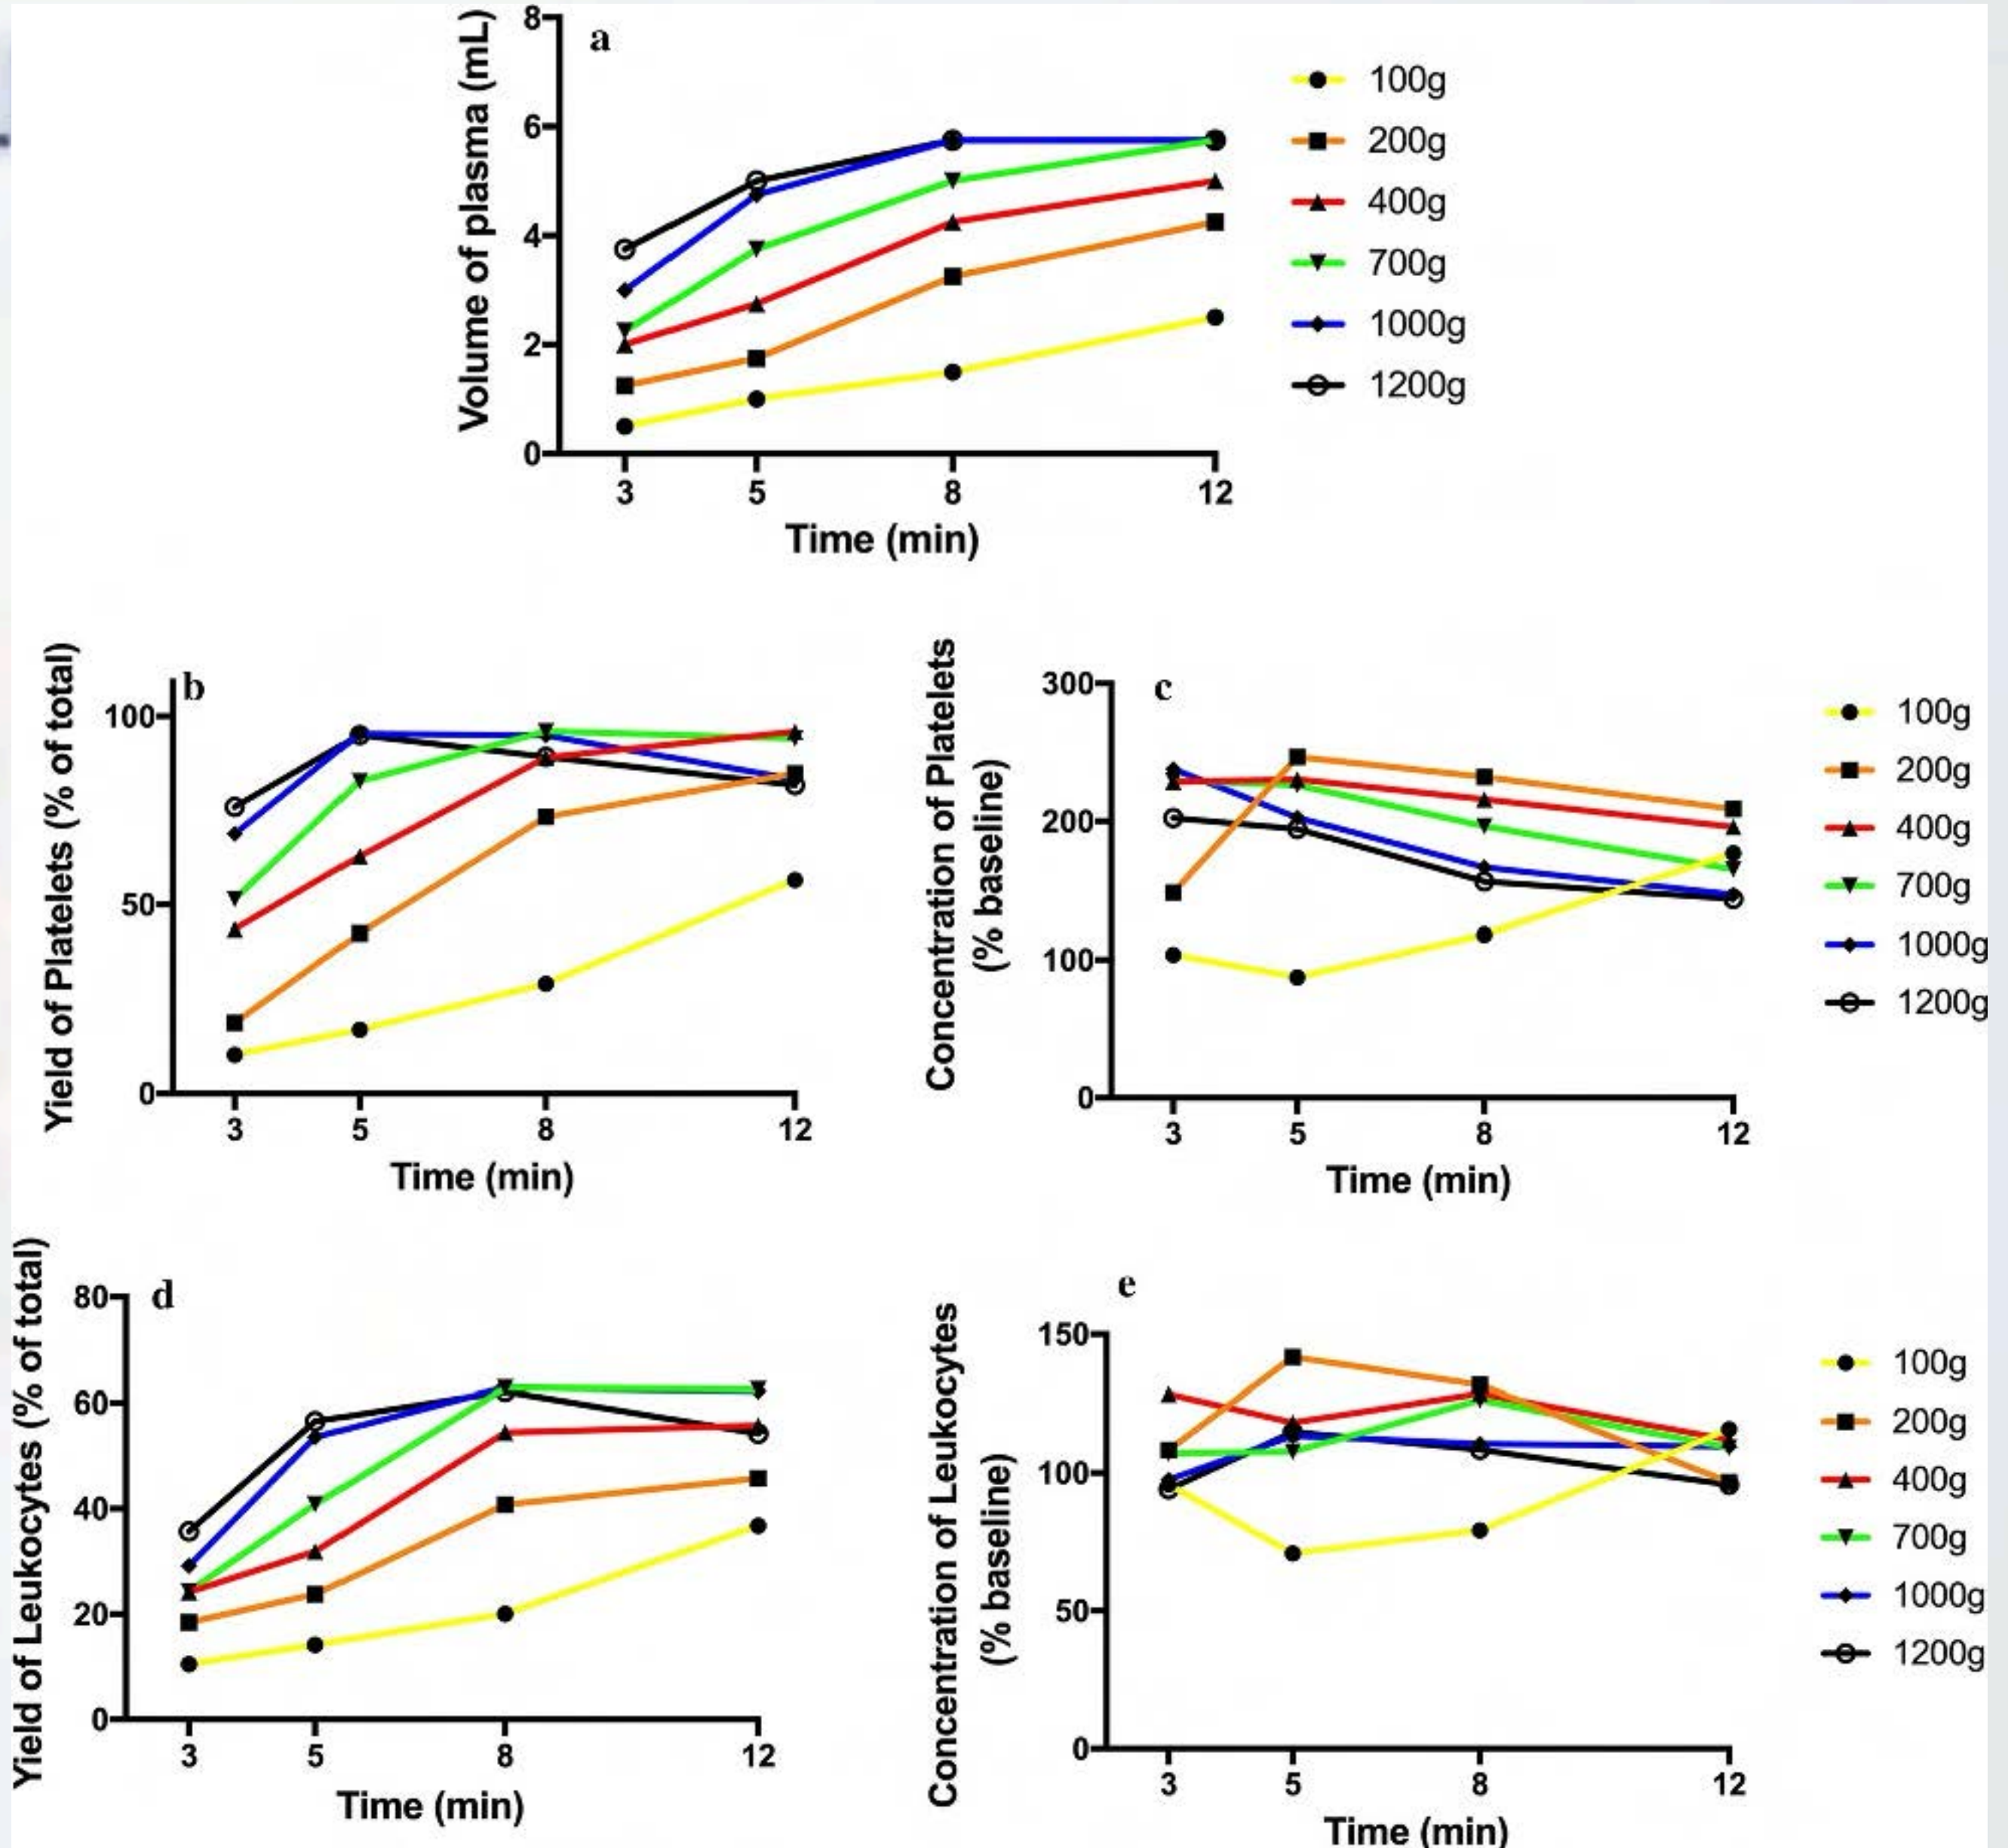 a
Volume of plasma (mL)
8
6
4
2
0
3 5 8 12
Time (min)
100g
200g
400g
700g
1000g
1200g
b
Yield of Platelets (% of total)
100
50
0
3 5 8 12
Time (min)
c
Concentration of Platelets
(% baseline)
300
200
100
0
3 5 8 12
Time (min)
100g
200g
400g
700g
1000g
1200g
d
Yield of Leukocytes (% of total)
80
60
40
20
0
3 5 8 12
Time (min)
e
Concentration of Leukocytes
(% baseline)
150
100
50
0
3 5 8 12
Time (min)
100g
200g
400g
700g
1000g
1200g